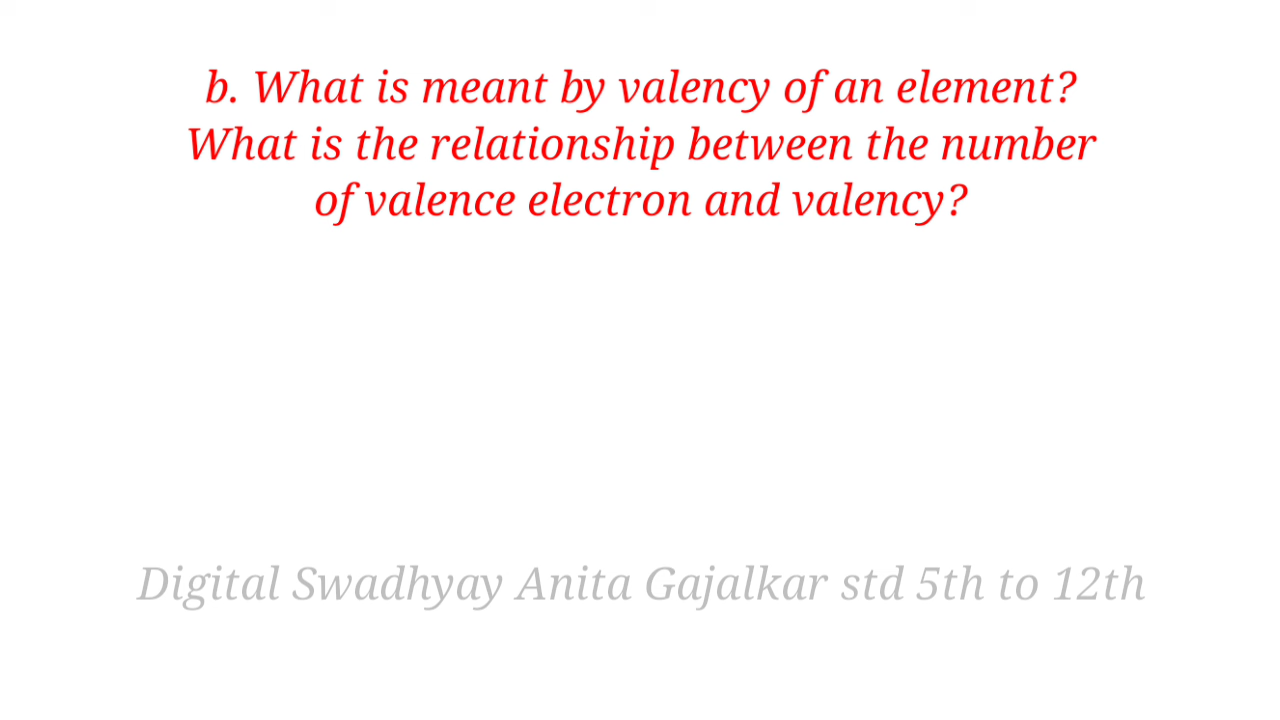 b. What is meant by valency of an element?
What is the relationship between the number
of valence electron and valency?
Digital Swadhyay Anita Gajalkar std 5th to 12th